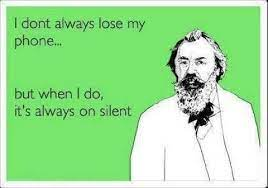 I dont always lose my
phone...
but when I do,
it's always on silent